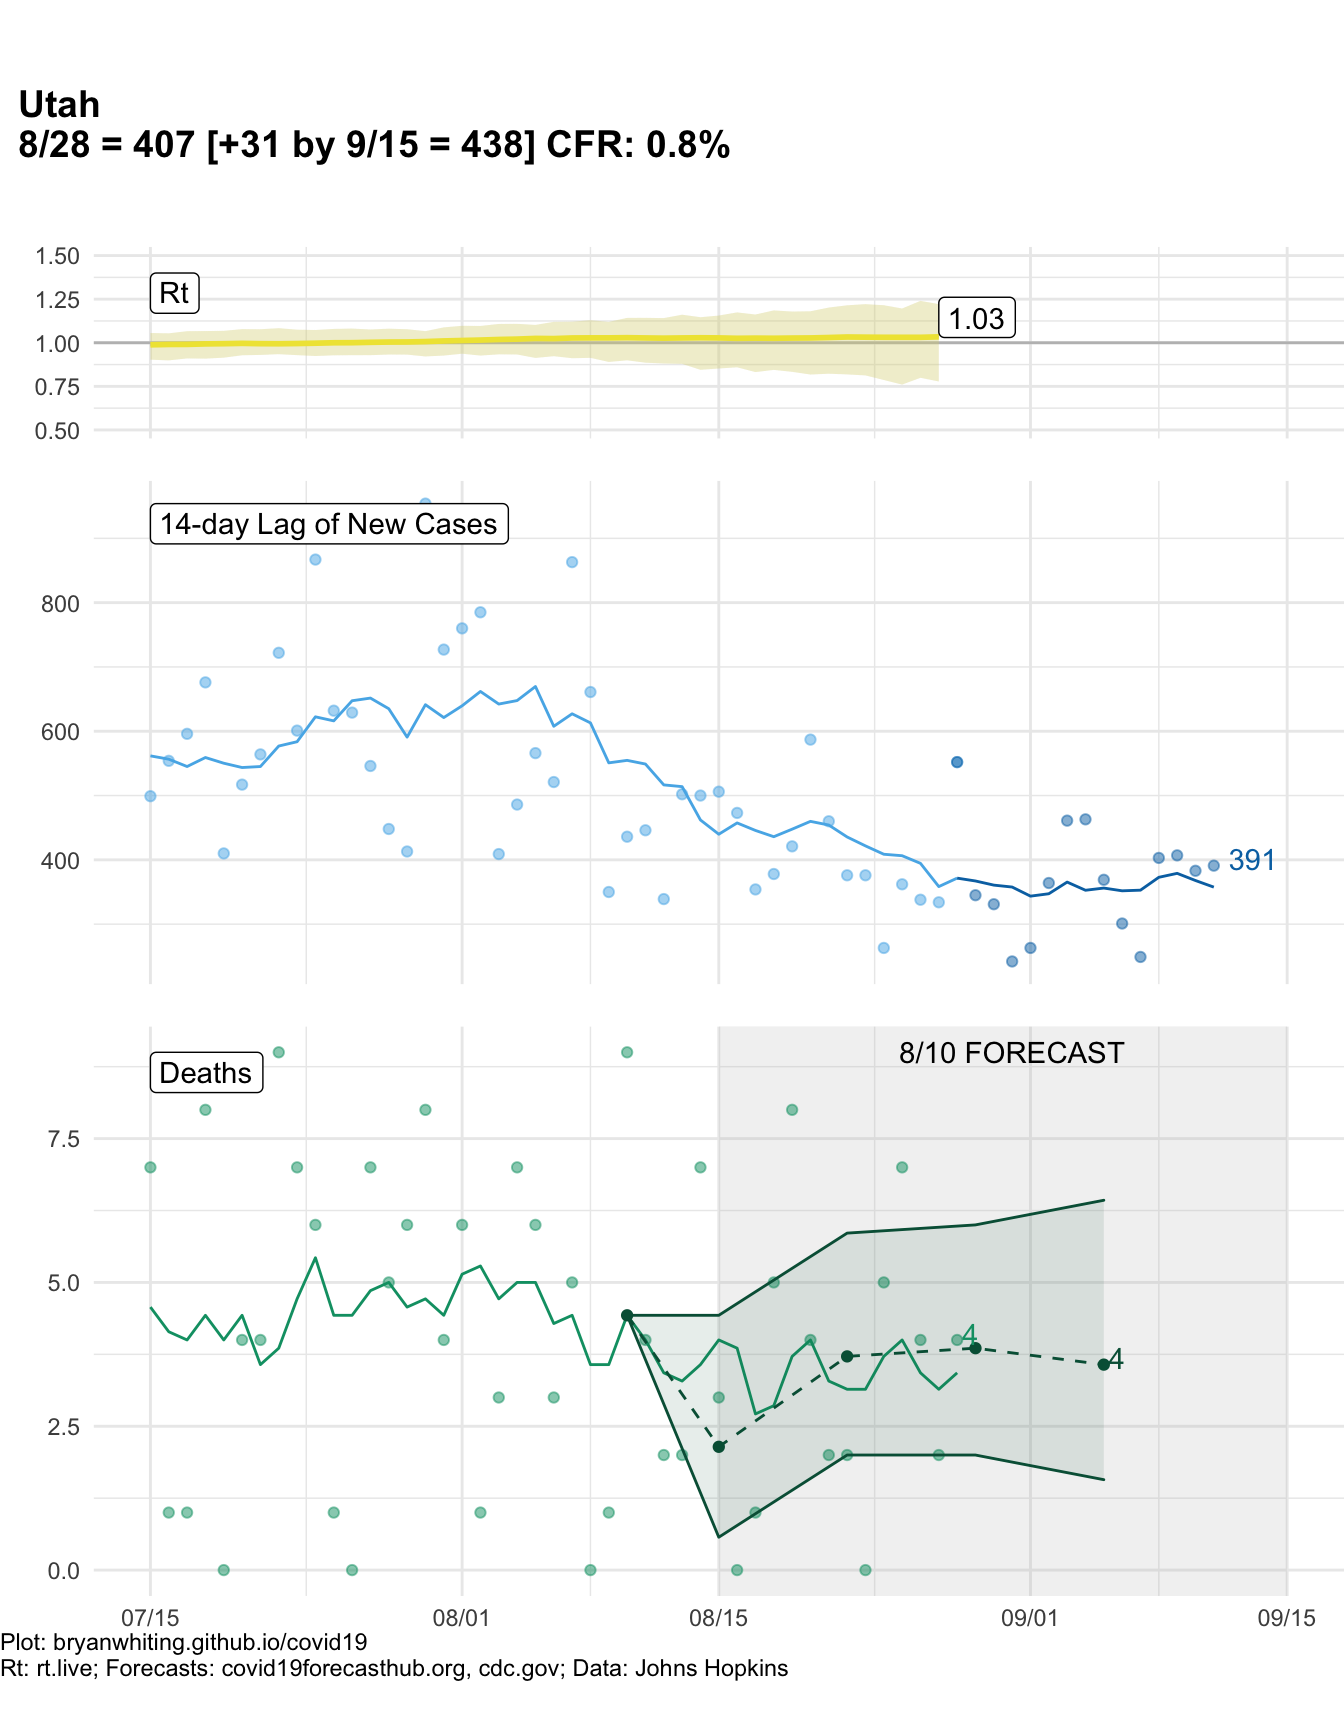 Utah
8/28 = 407 [+31 by 9/15 = 438] CFR: 0.8%
1.50
1.25
1.00
0.75
0.50
Rt
1.03
14-day Lag of New Cases
800
600
400
391
Deaths
8/10 FORECAST
7.5
5.0
2.5
0.0
4
4
07/15
08/01
08/15
09/01
09/15
Plot: bryanwhiting.github.io/covid19
Rt: rt.live; Forecasts: covid19forecasthub.org, cdc.gov; Data: Johns Hopkins